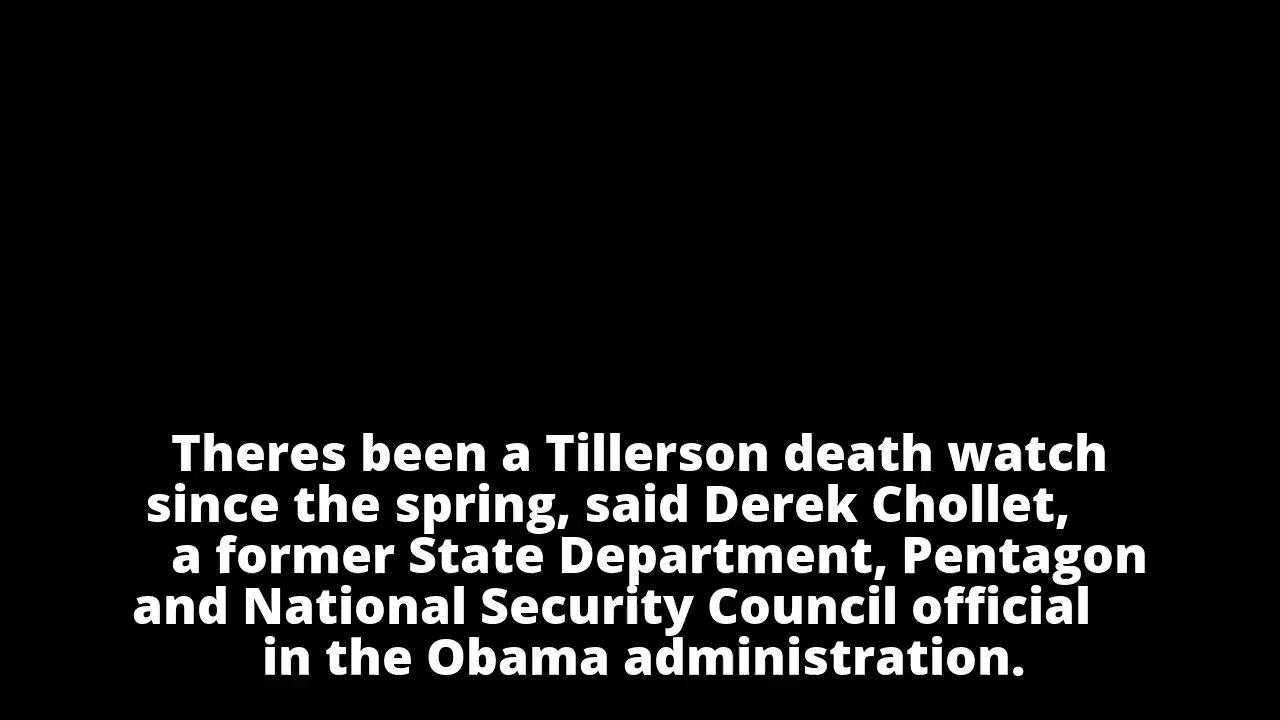 Theres been a Tillerson death watch
since the spring, said Derek Chollet,
a former State Department, Pentagon
and National Security Council official
in the Obama administration.